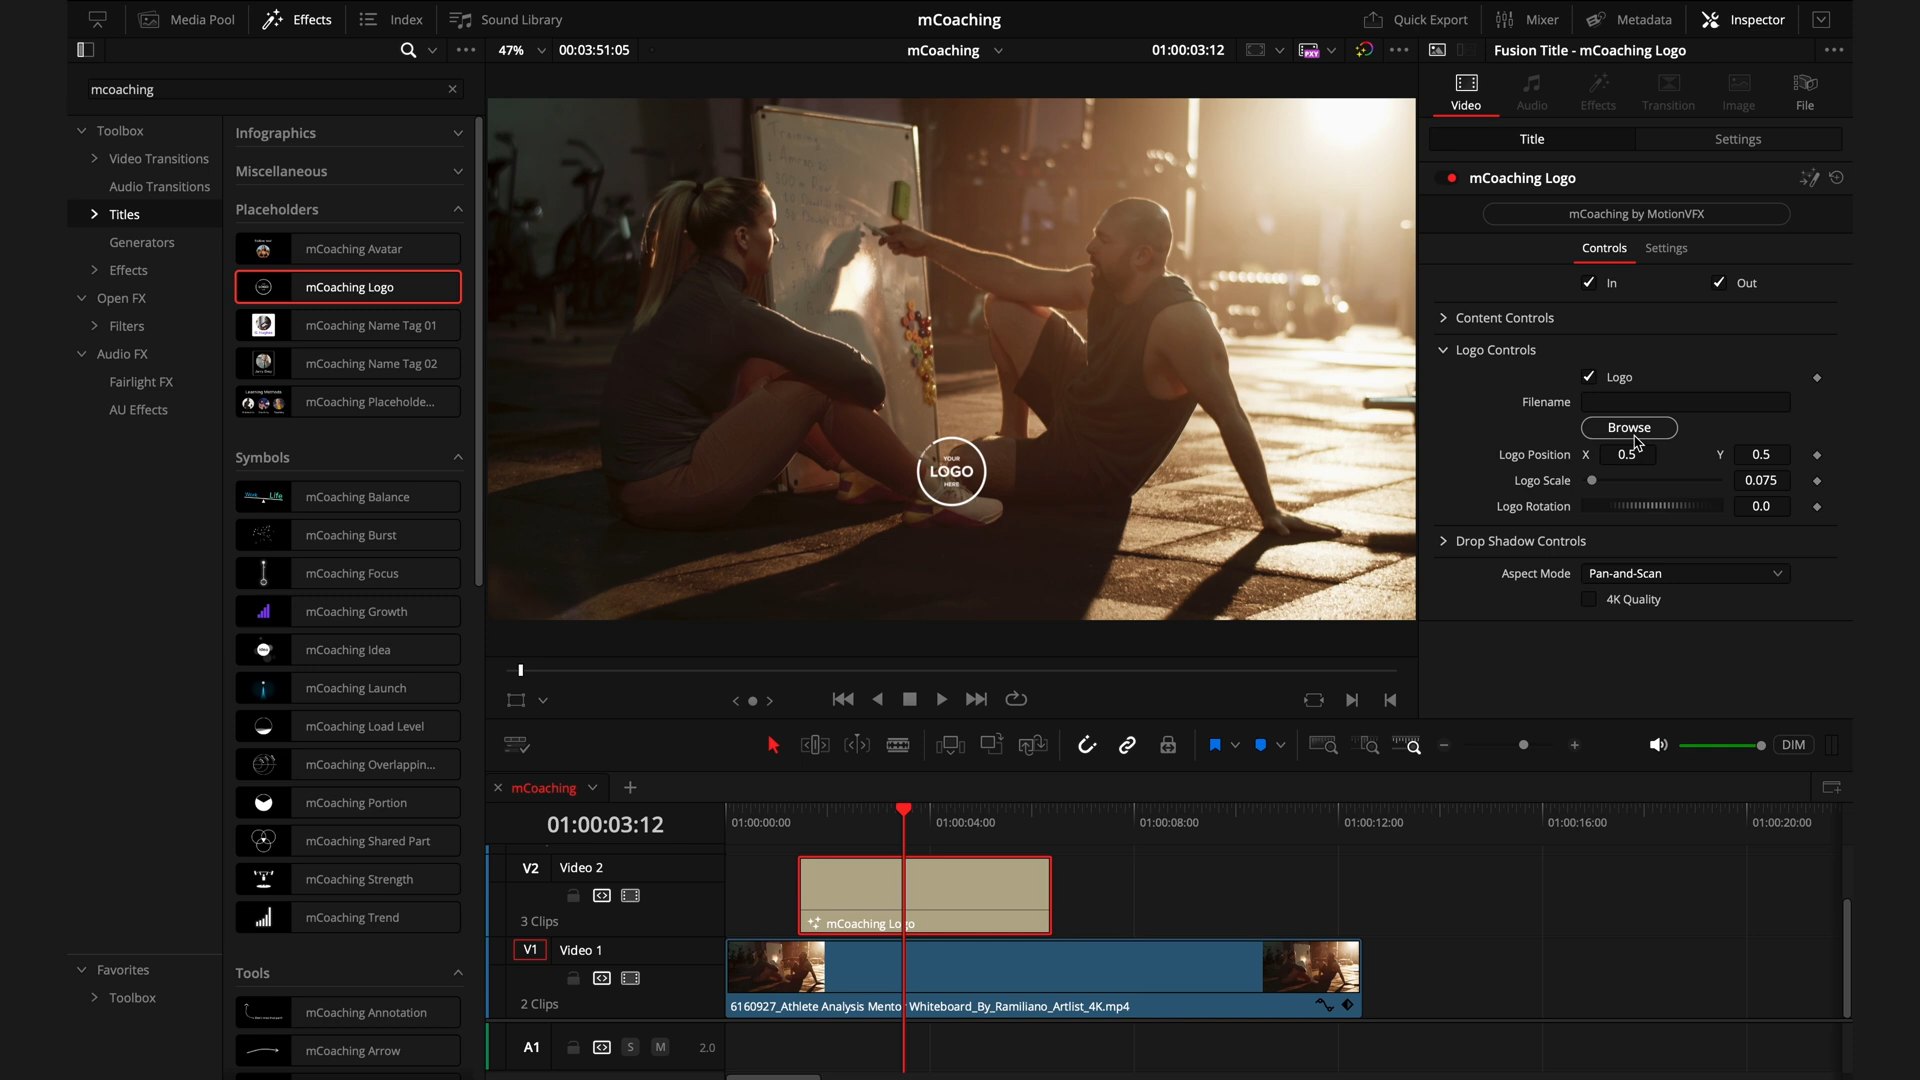 Effects
Media Pool
Index
Sound Library
mCoaching
Quick Export
Mixer
Metadata
Inspector
47%
00:03:51:05
mCoaching
01:00:03:12
PXY
Fusion Title - mCoaching Logo
mcoaching
Toolbox
Video Transitions
Audio Transitions
Titles
Generators
Effects
Open FX
Filters
Audio FX
Fairlight FX
AU Effects
Favorites
Toolbox
Infographics
Miscellaneous
Placeholders
mCoaching Avatar
mCoaching Logo
mCoaching Name Tag 01
mCoaching Name Tag 02
mCoaching Placeholde...
Symbols
mCoaching Balance
mCoaching Burst
mCoaching Focus
mCoaching Growth
mCoaching Idea
mCoaching Launch
mCoaching Load Level
mCoaching Overlappin...
mCoaching Portion
mCoaching Shared Part
mCoaching Strength
mCoaching Trend
Tools
mCoaching Annotation
mCoaching Arrow
YOUR
LOGO
HERE
Video
Audio
Effects
Transition
Image
File
Title
Settings
mCoaching Logo
mCoaching by MotionVFX
Controls
Settings
In
Out
Content Controls
Logo Controls
Logo
Filename
Browse
Logo Position X 0.5 Y 0.5
Logo Scale 0.075
Logo Rotation 0.0
Drop Shadow Controls
Aspect Mode Pan-and-Scan
4K Quality
DIM
mCoaching
01:00:03:12
01:00:00:00
01:00:04:00
01:00:08:00
01:00:12:00
01:00:16:00
01:00:20:00
V2 Video 2
3 Clips
mCoaching Logo
V1 Video 1
2 Clips
6160927_Athlete Analysis Mento Whiteboard_By_Ramiliano_Artlist_4K.mp4
A1 S M 2.0